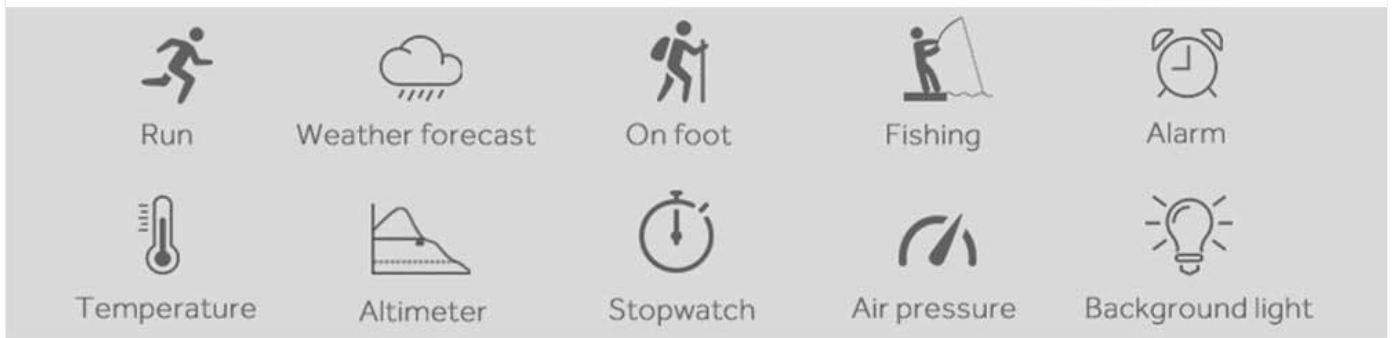 Run
Weather forecast
On foot
Fishing
Alarm
Temperature
Altimeter
Stopwatch
Air pressure
Background light